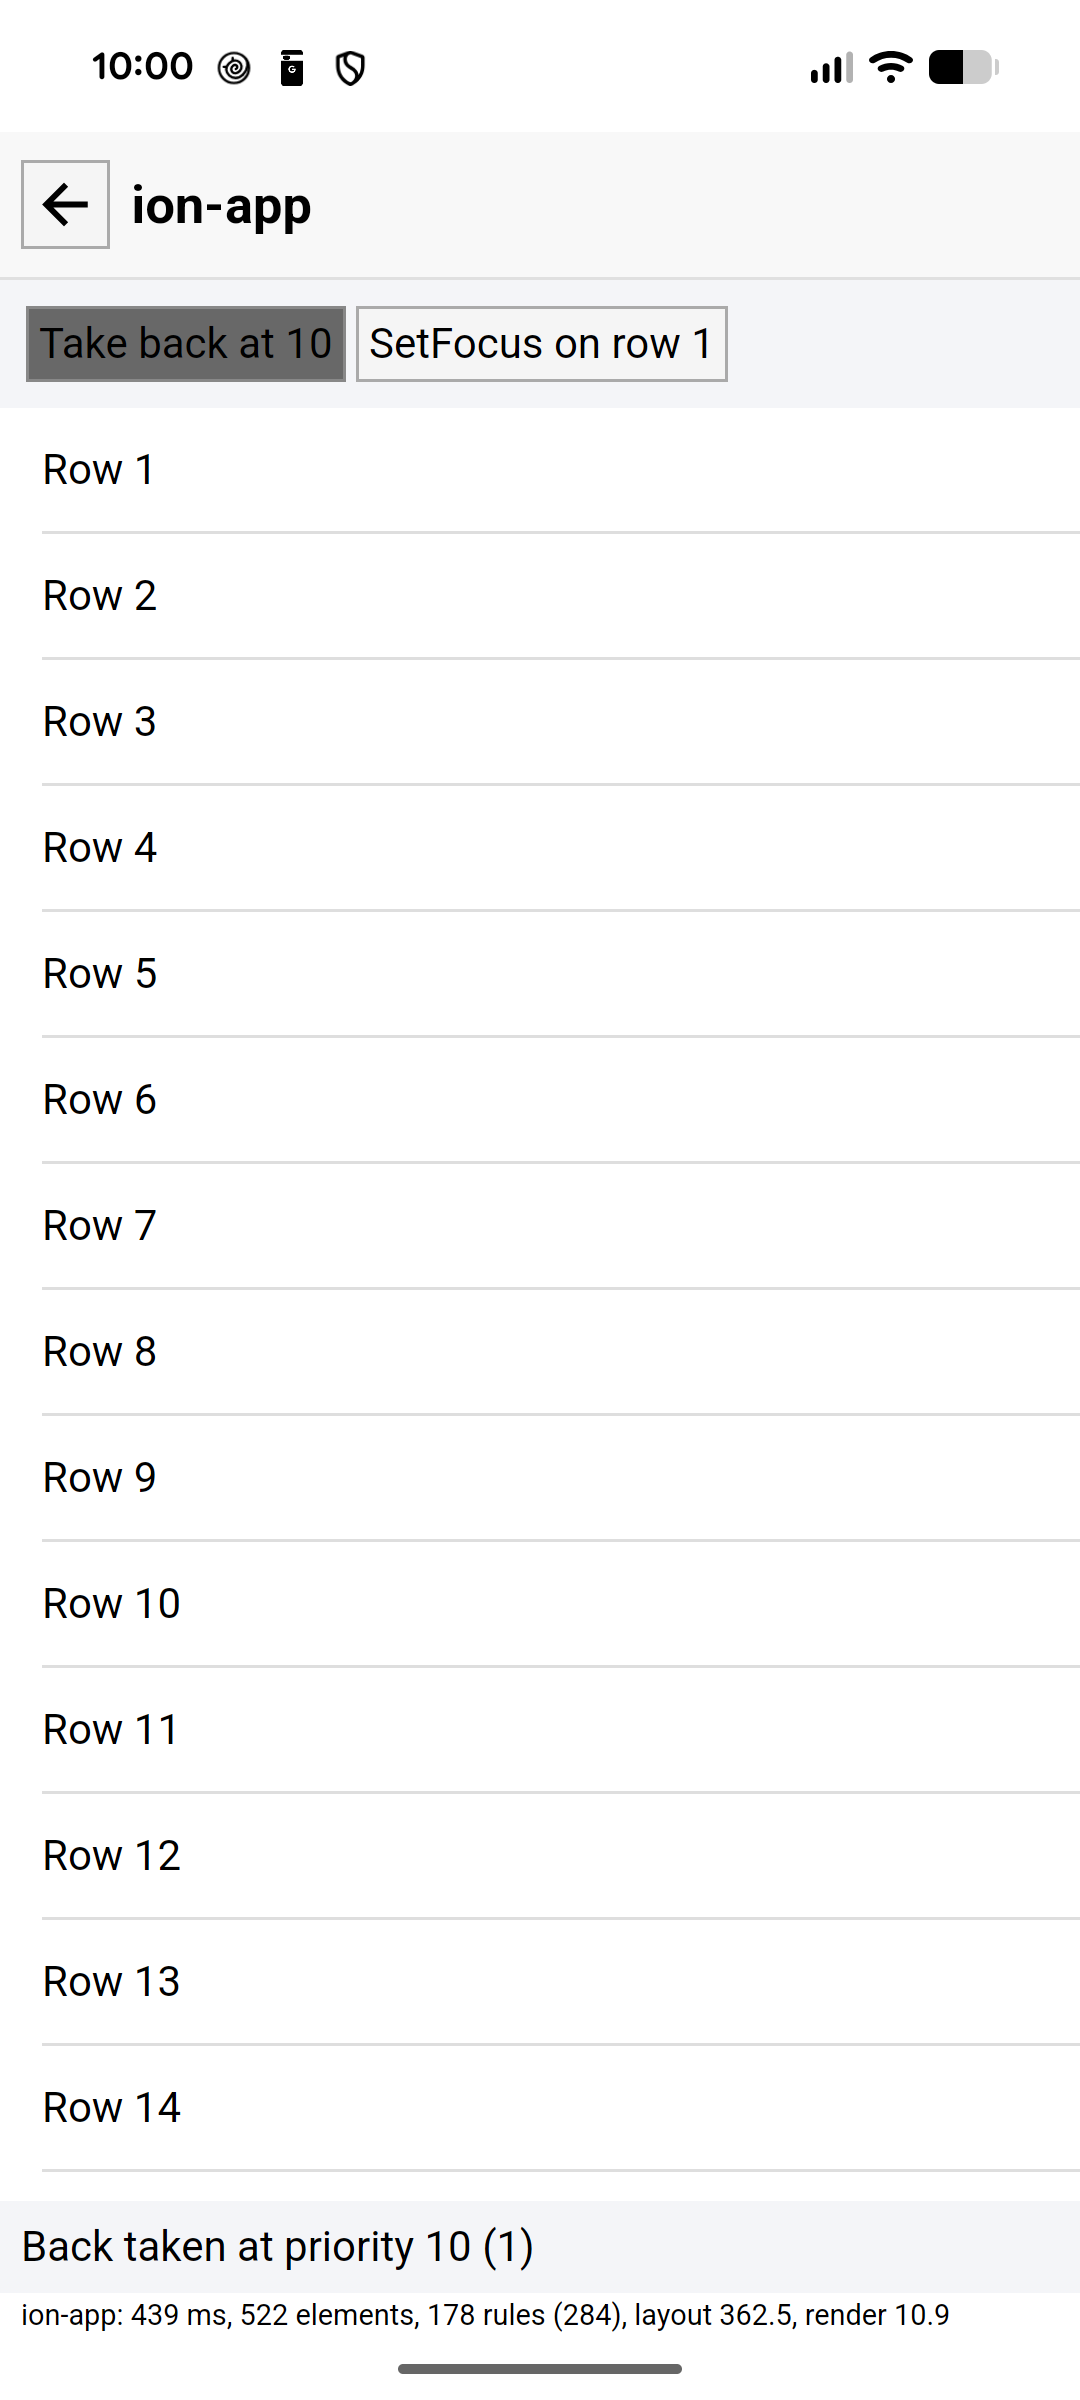 10:00
ion-app
Take back at 10 SetFocus on row 1
Row 1
Row 2
Row 3
Row 4
Row 5
Row 6
Row 7
Row 8
Row 9
Row 10
Row 11
Row 12
Row 13
Row 14
Back taken at priority 10 (1)
ion-app: 439 ms, 522 elements, 178 rules (284), layout 362.5, render 10.9